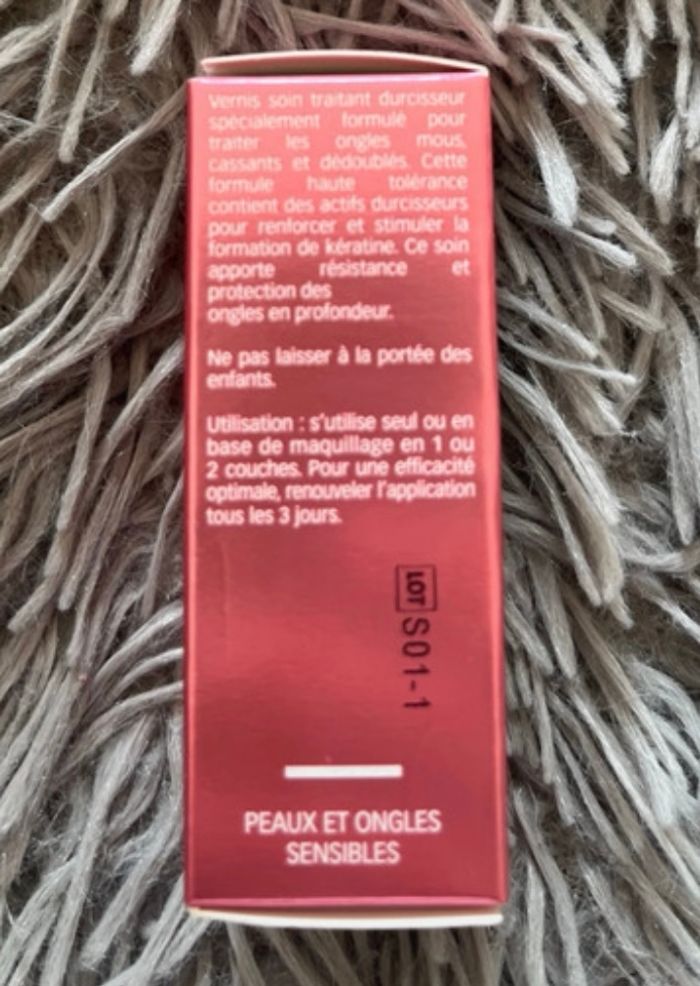 Vernis soin traitant durcisseur
spécialement formulé pour
traiter les ongles mous,
cassants et dédoublés. Cette
formule haute tolérance
contient des actifs durcisseurs
pour renforcer et stimuler la
formation de kératine. Ce soin
apporte résistance et
protection des
ongles en profondeur.
Ne pas laisser à la portée des
enfants.
Utilisation : s'utilise seul ou en
base de maquillage en 1 ou
2 couches. Pour une efficacité
optimale, renouveler l'application
tous les 3 jours.
LOT S01-1
PEAUX ET ONGLES
SENSIBLES